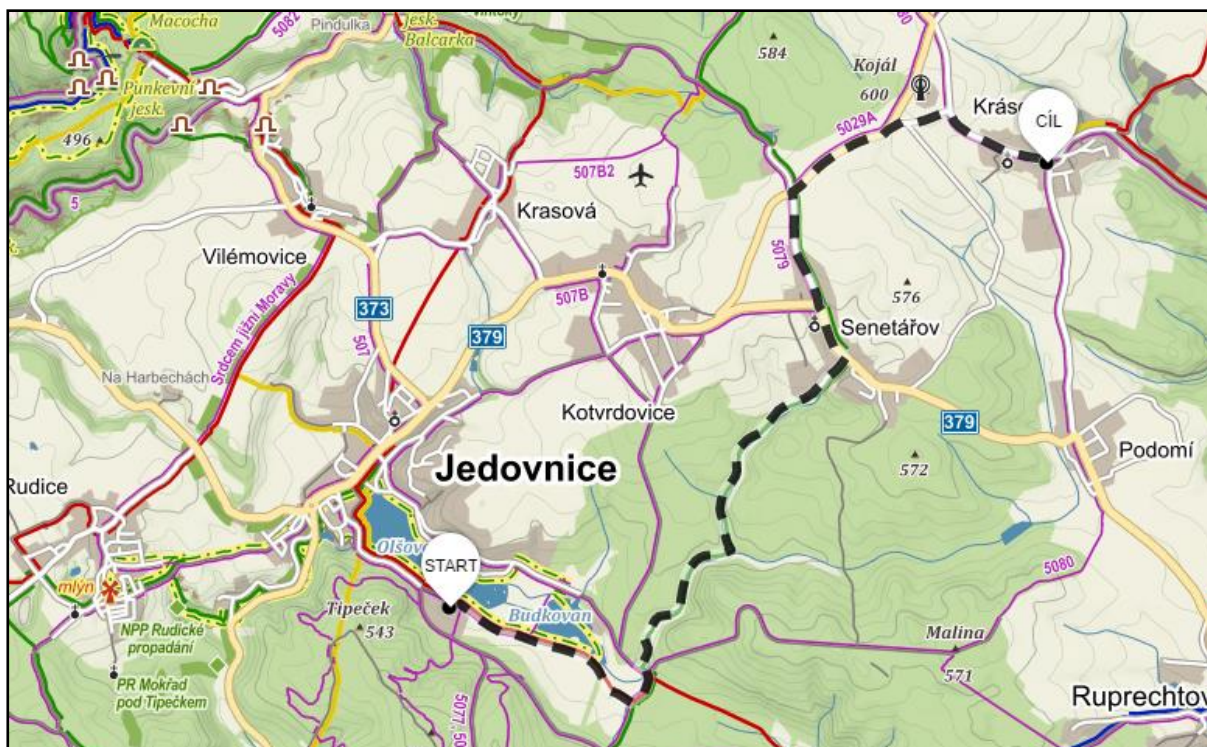 Macocha
5082
Pindulka
jesk.
Balcarka
Punkevní
jesk.
496
5
584
Kojál
600
5080
5029A
CÍL
507B2
Krasová
Vilémovice
Srdcem jižní Moravy
373
507
379
507B
5079
576
Senetářov
Na Harbechách
Kotvrdovice
379
572
Podomí
Jedovnice
Rudice
mlýn
START
Budkovan
Tipeček
543
NPP Rudické
propadání
PR Mokřad
pod Tipečkem
5077
5080
Malina
571
Ruprechtov